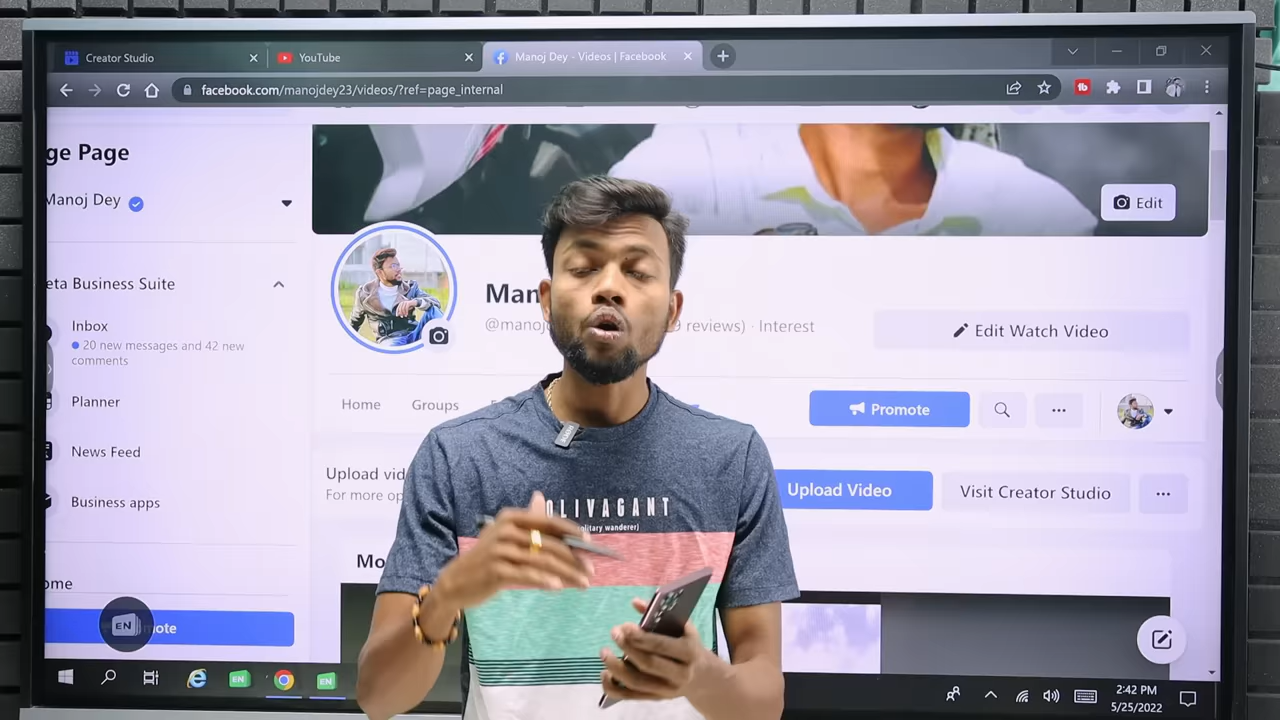 Creator Studio
YouTube
Manoj Dey - Videos | Facebook
facebook.com/manojdey23/videos/?ref=page_internal
ge Page
Manoj Dey
Edit
eta Business Suite
Inbox
20 new messages and 42 new
comments
Planner
News Feed
Business apps
ome
EN
ote
Man
@manoj
reviews) · Interest
Edit Watch Video
Home
Groups
Promote
Upload vid
For more op
Upload Video
Visit Creator Studio
Mo
OLIVAGANT
olitary wanderer)
EN
EN
2:42 PM
5/25/2022